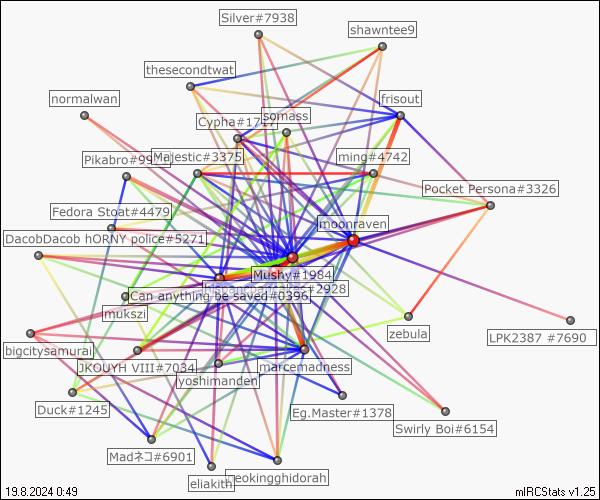 Silver#7938
shawntee9
thesecondtwat
normalwan
frisout
somass
Cypha#17
Majestic#3375
ming#4742
Pikabro#99
Pocket Persona#3326
Fedora Stoat#4479
moonraven
DacobDacob hORNY police#5271
Mushy#1984
#2928
Can anything be saved#0396
mukszi
zebula
LPK2387 #7690
bigcitysamurai
JKOUYH VIII#7034
marcemadness
yoshimanden
Duck#1245
Eg.Master#1378
Swirly Boi#6154
Madネコ#6901
neokingghidorah
eliakith
19.8.2024 0:49
mIRCStats v1.25